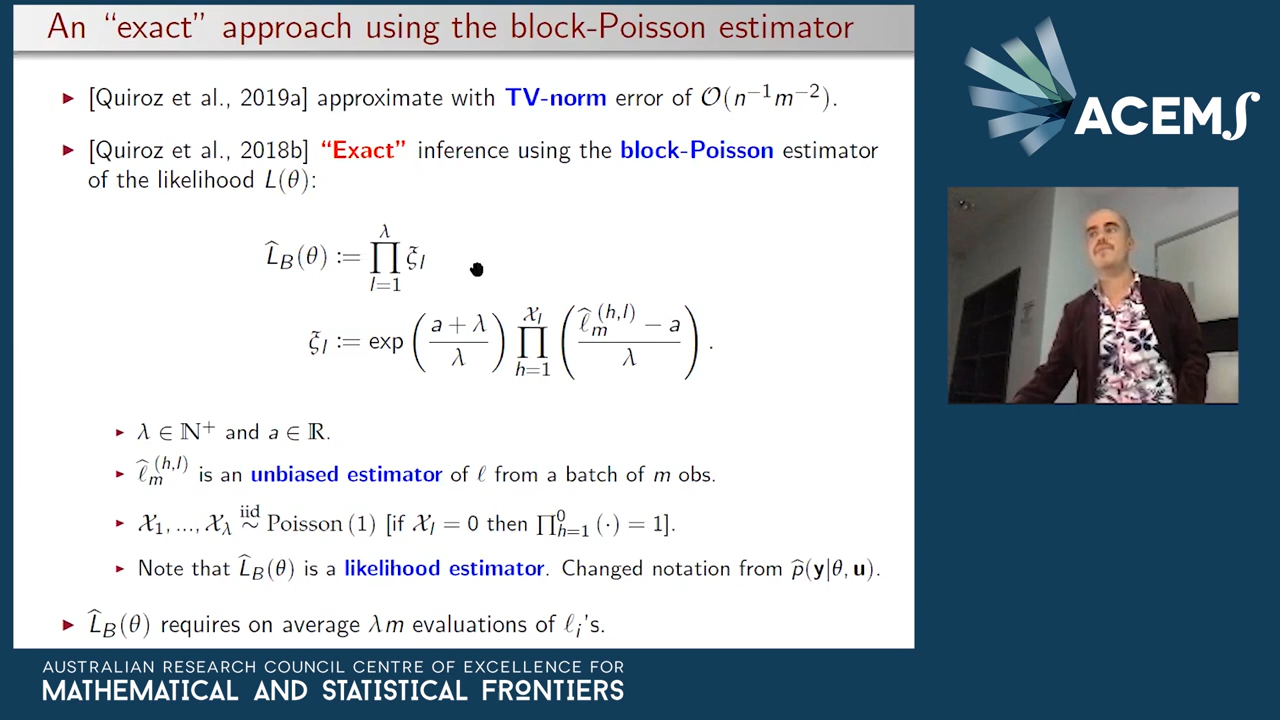 An “exact” approach using the block-Poisson estimator
▶ [Quiroz et al., 2019a] approximate with TV-norm error of 𝒪(n⁻¹m⁻²).
▶ [Quiroz et al., 2018b] “Exact” inference using the block-Poisson estimator
of the likelihood L(θ):
L̂_B(θ) := ∏_{l=1}^{λ} ξ_l
ξ_l := exp((a + λ)/λ) ∏_{h=1}^{𝒳_l} ((ℓ̂_m^{(h,l)} − a)/λ).
▶ λ ∈ ℕ⁺ and a ∈ ℝ.
▶ ℓ̂_m^{(h,l)} is an unbiased estimator of ℓ from a batch of m obs.
▶ 𝒳₁, ..., 𝒳_λ iid ∼ Poisson (1) [if 𝒳_l = 0 then ∏_{h=1}^{0} (·) = 1].
▶ Note that L̂_B(θ) is a likelihood estimator. Changed notation from p̂(y|θ, u).
▶ L̂_B(θ) requires on average λm evaluations of ℓ_i's.
ACEMS
AUSTRALIAN RESEARCH COUNCIL CENTRE OF EXCELLENCE FOR
MATHEMATICAL AND STATISTICAL FRONTIERS